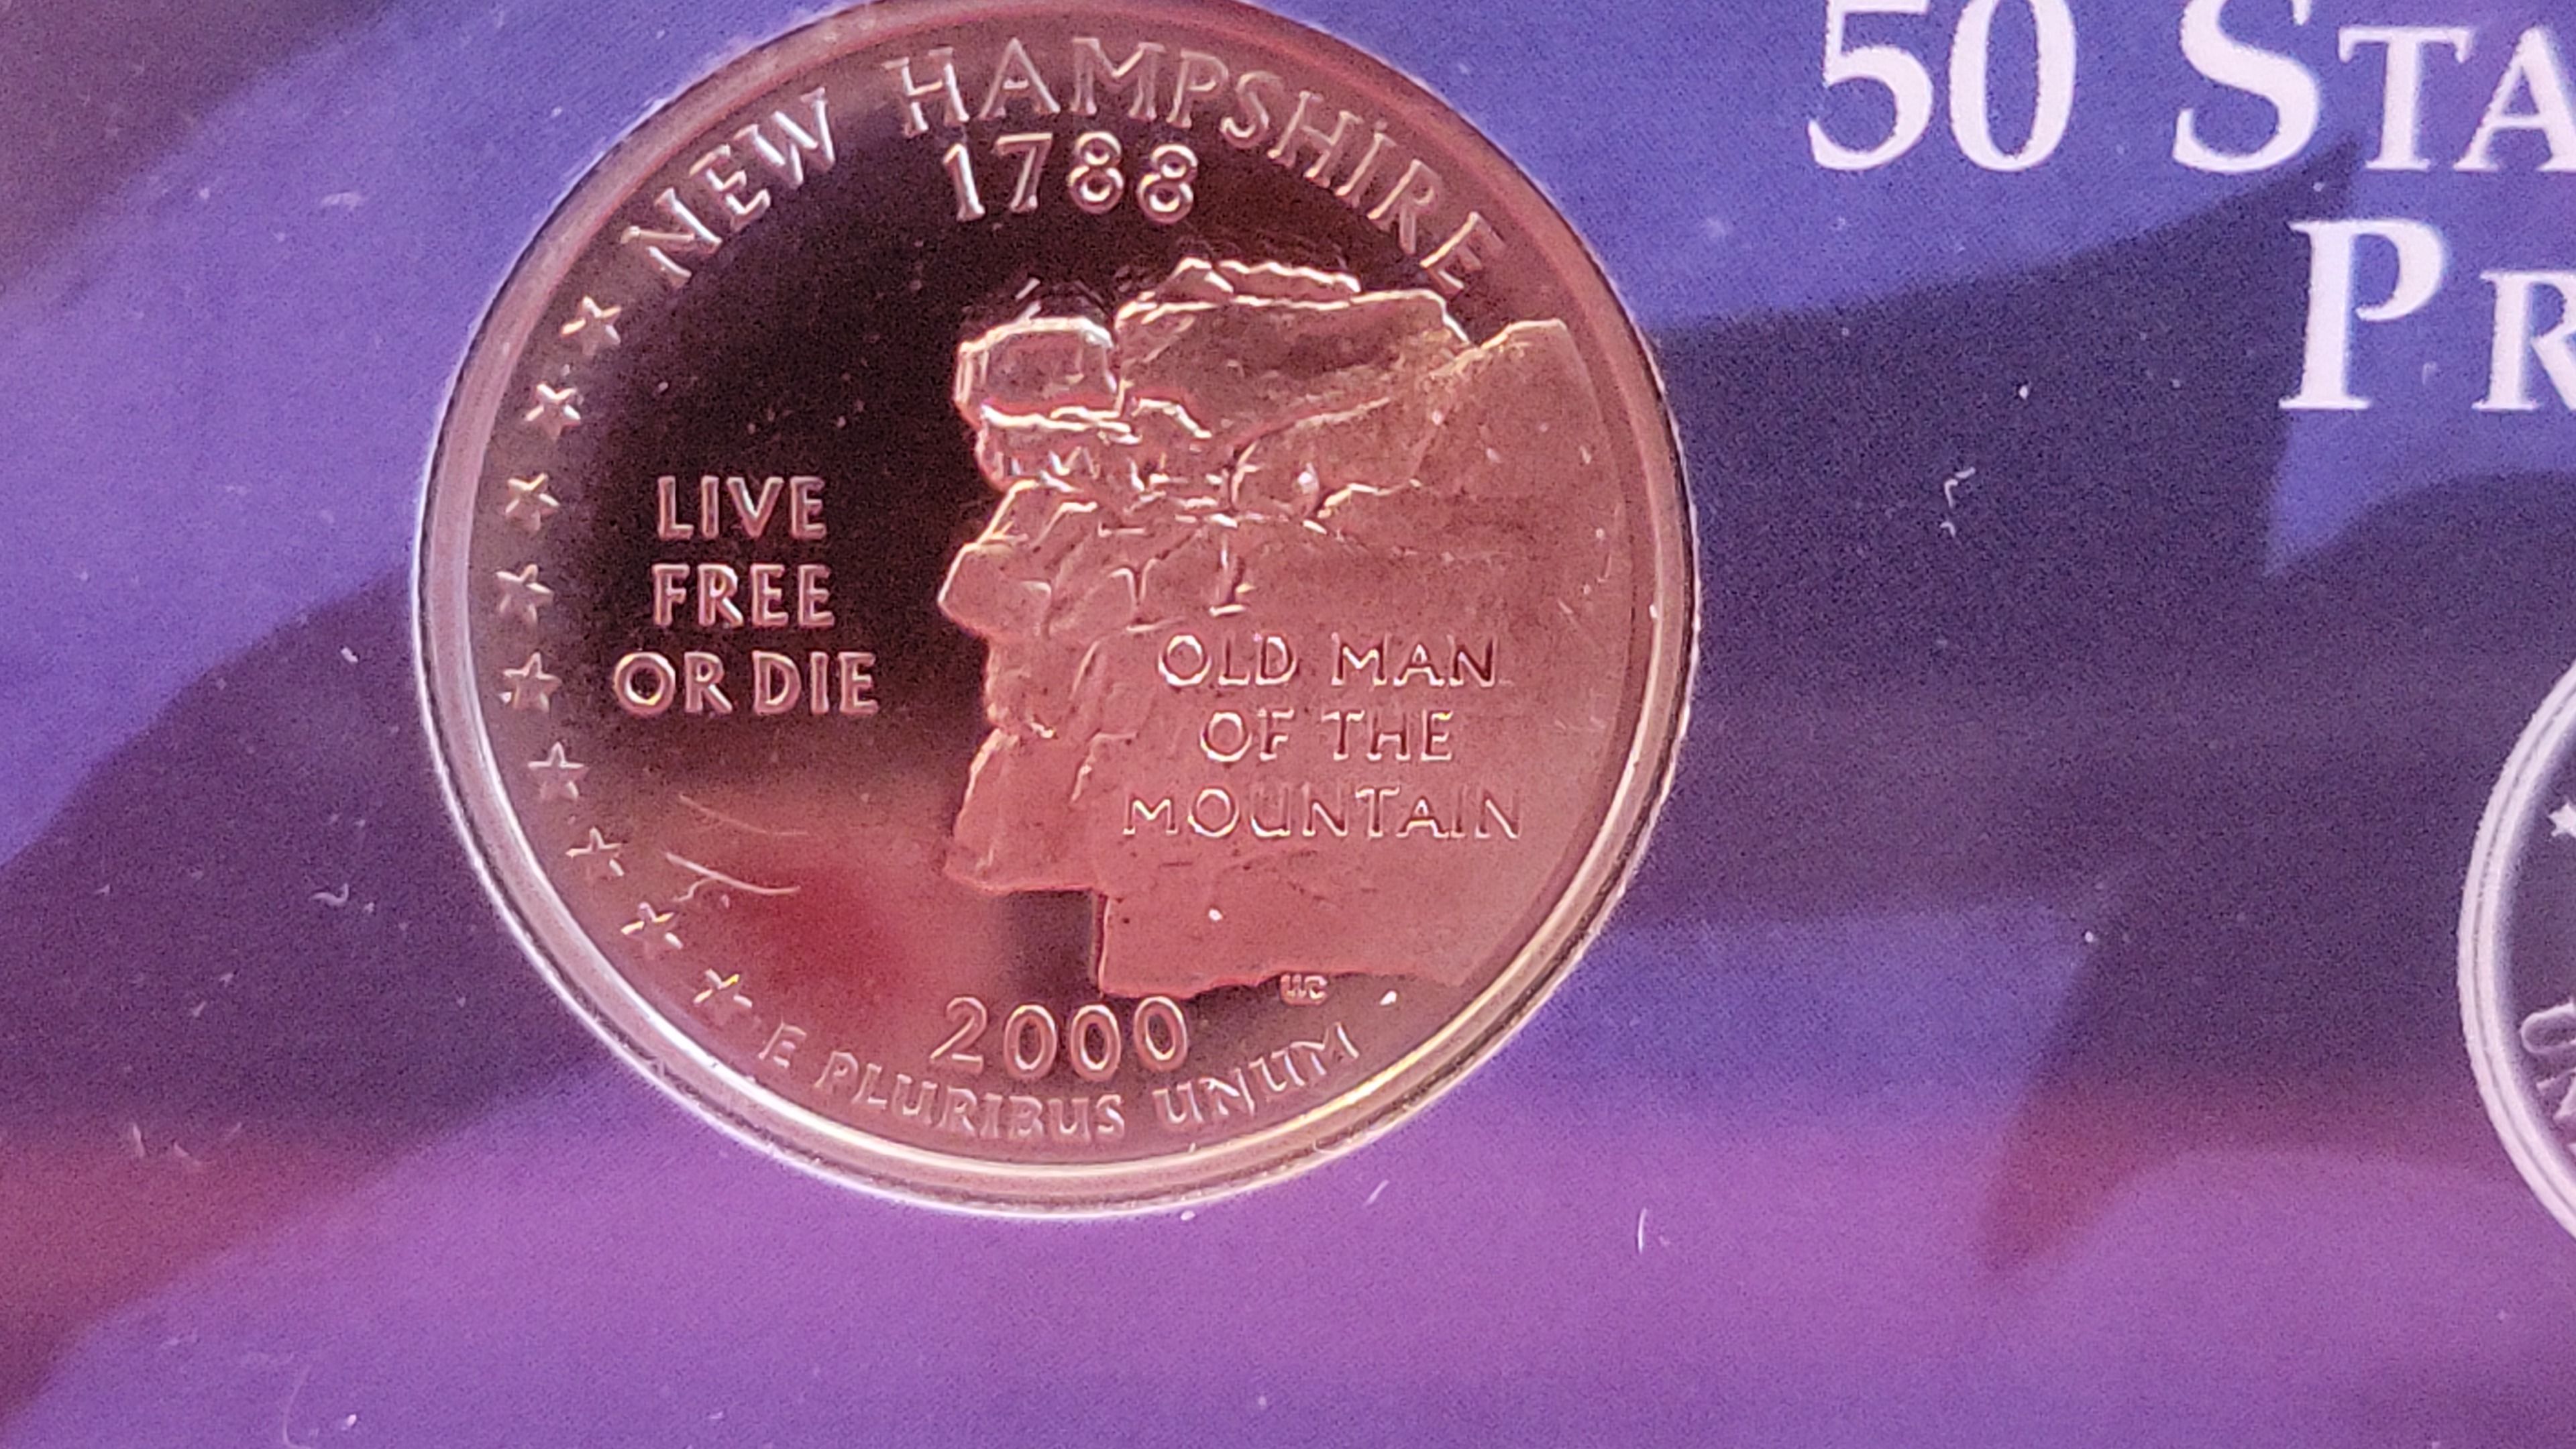 NEW HAMPSHIRE
1788
LIVE
FREE
OR DIE
OLD MAN
OF THE
MOUNTAIN
2000
E PLURIBUS UNUM
50 STA
PR